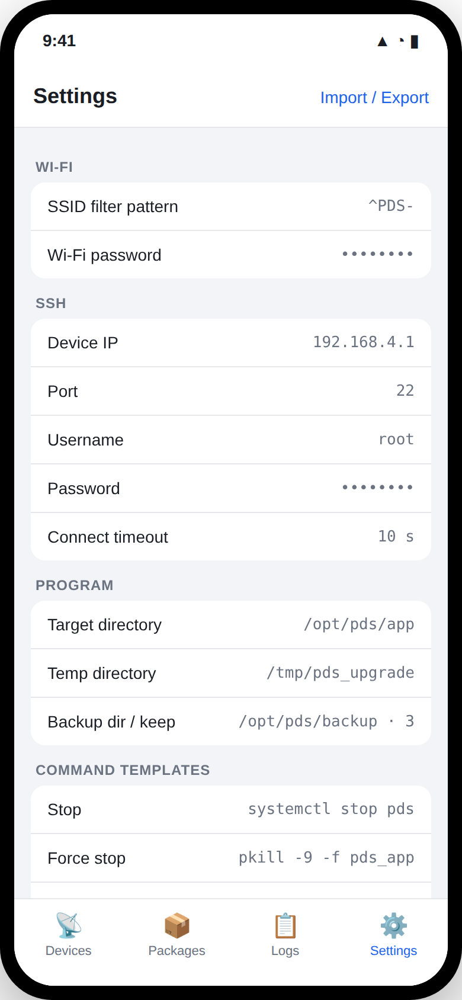 9:41
Settings
Import / Export
WI-FI
SSID filter pattern ^PDS-
Wi-Fi password ••••••••
SSH
Device IP 192.168.4.1
Port 22
Username root
Password ••••••••
Connect timeout 10 s
PROGRAM
Target directory /opt/pds/app
Temp directory /tmp/pds_upgrade
Backup dir / keep /opt/pds/backup · 3
COMMAND TEMPLATES
Stop systemctl stop pds
Force stop pkill -9 -f pds_app
Devices Packages Logs Settings